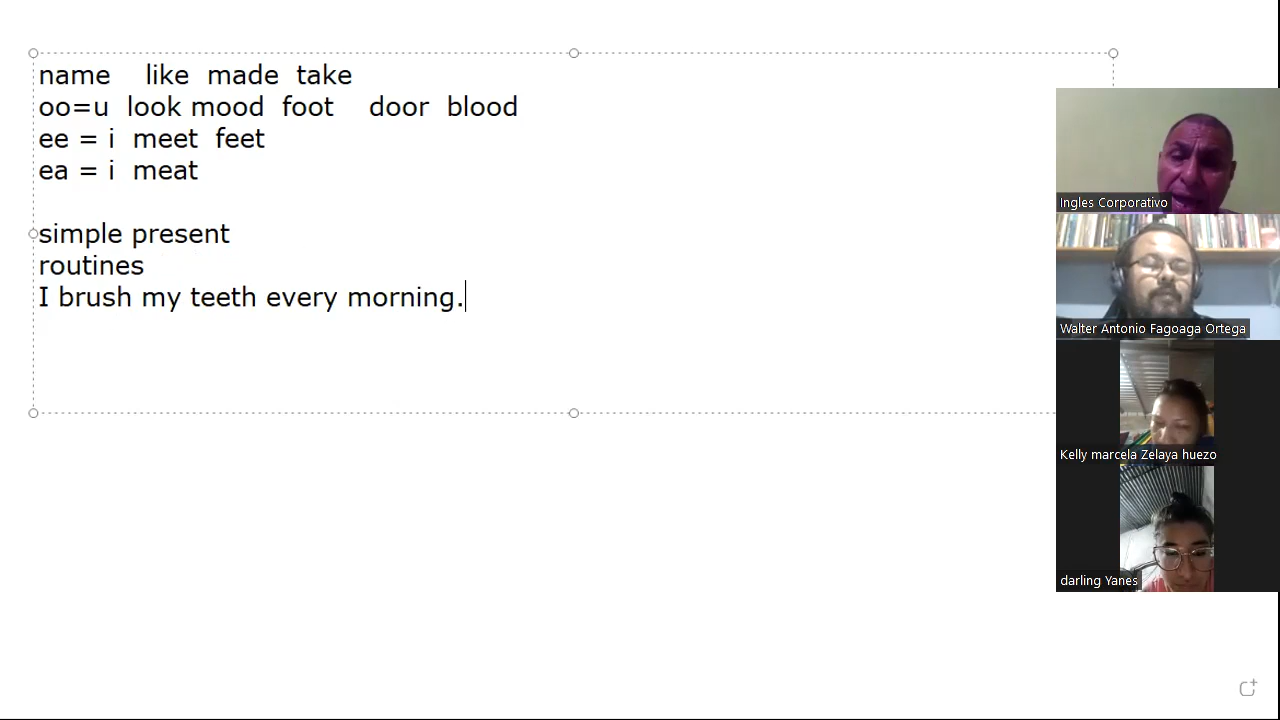 name like made take
oo=u look mood foot door blood
ee = i meet feet
ea = i meat
simple present
routines
I brush my teeth every morning.
Ingles Corporativo
Walter Antonio Fagoaga Ortega
Kelly marcela Zelaya huezo
darling Yanes